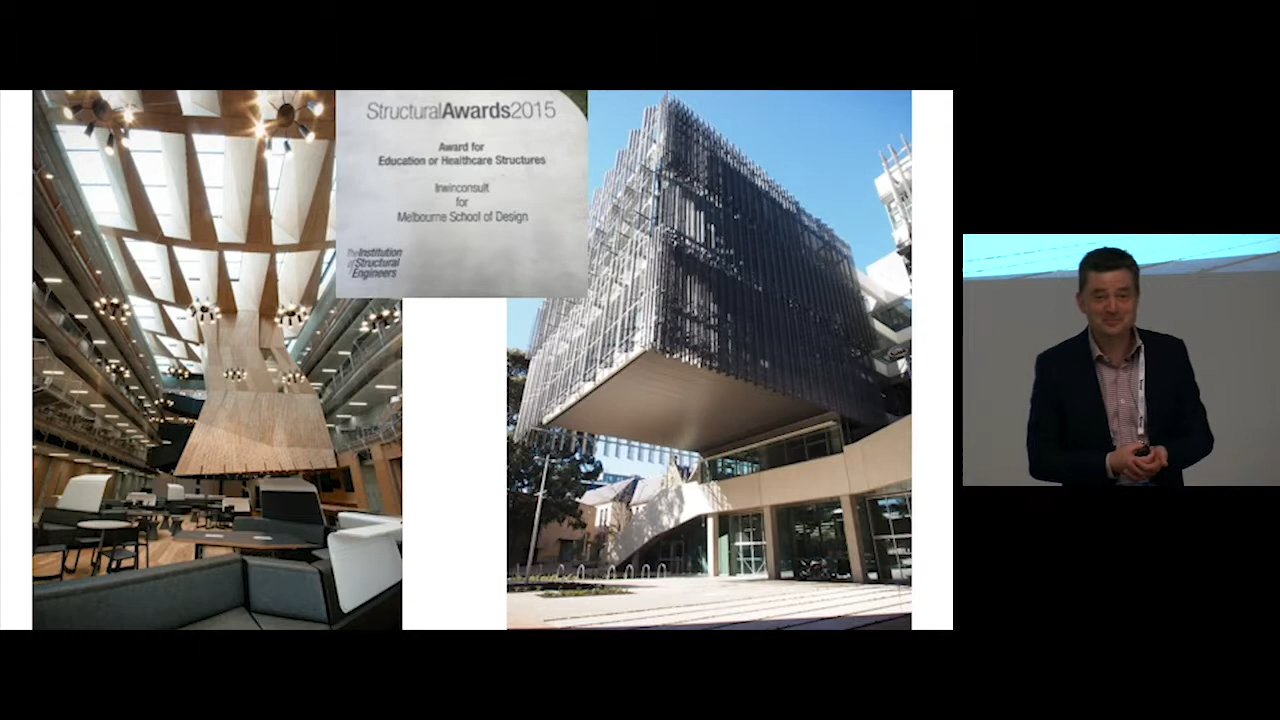 StructuralAwards2015
Award for
Education or Healthcare Structures
Irwinconsult
for
Melbourne School of Design
The Institution
of Structural
Engineers